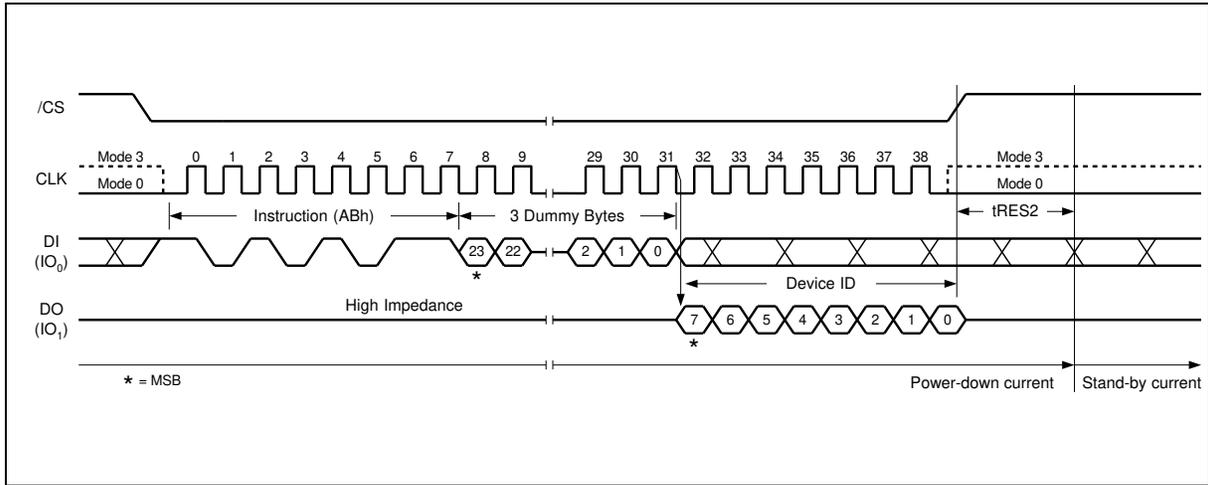 /CS
Mode 3
0 1 2 3 4 5 6 7 8 9 29 30 31 32 33 34 35 36 37 38
Mode 3
CLK
Mode 0
Mode 0
Instruction (ABh)
3 Dummy Bytes
tRES2
DI
(IO0)
23 22 2 1 0
*
Device ID
High Impedance
DO
(IO1)
7 6 5 4 3 2 1 0
*
* = MSB
Power-down current
Stand-by current